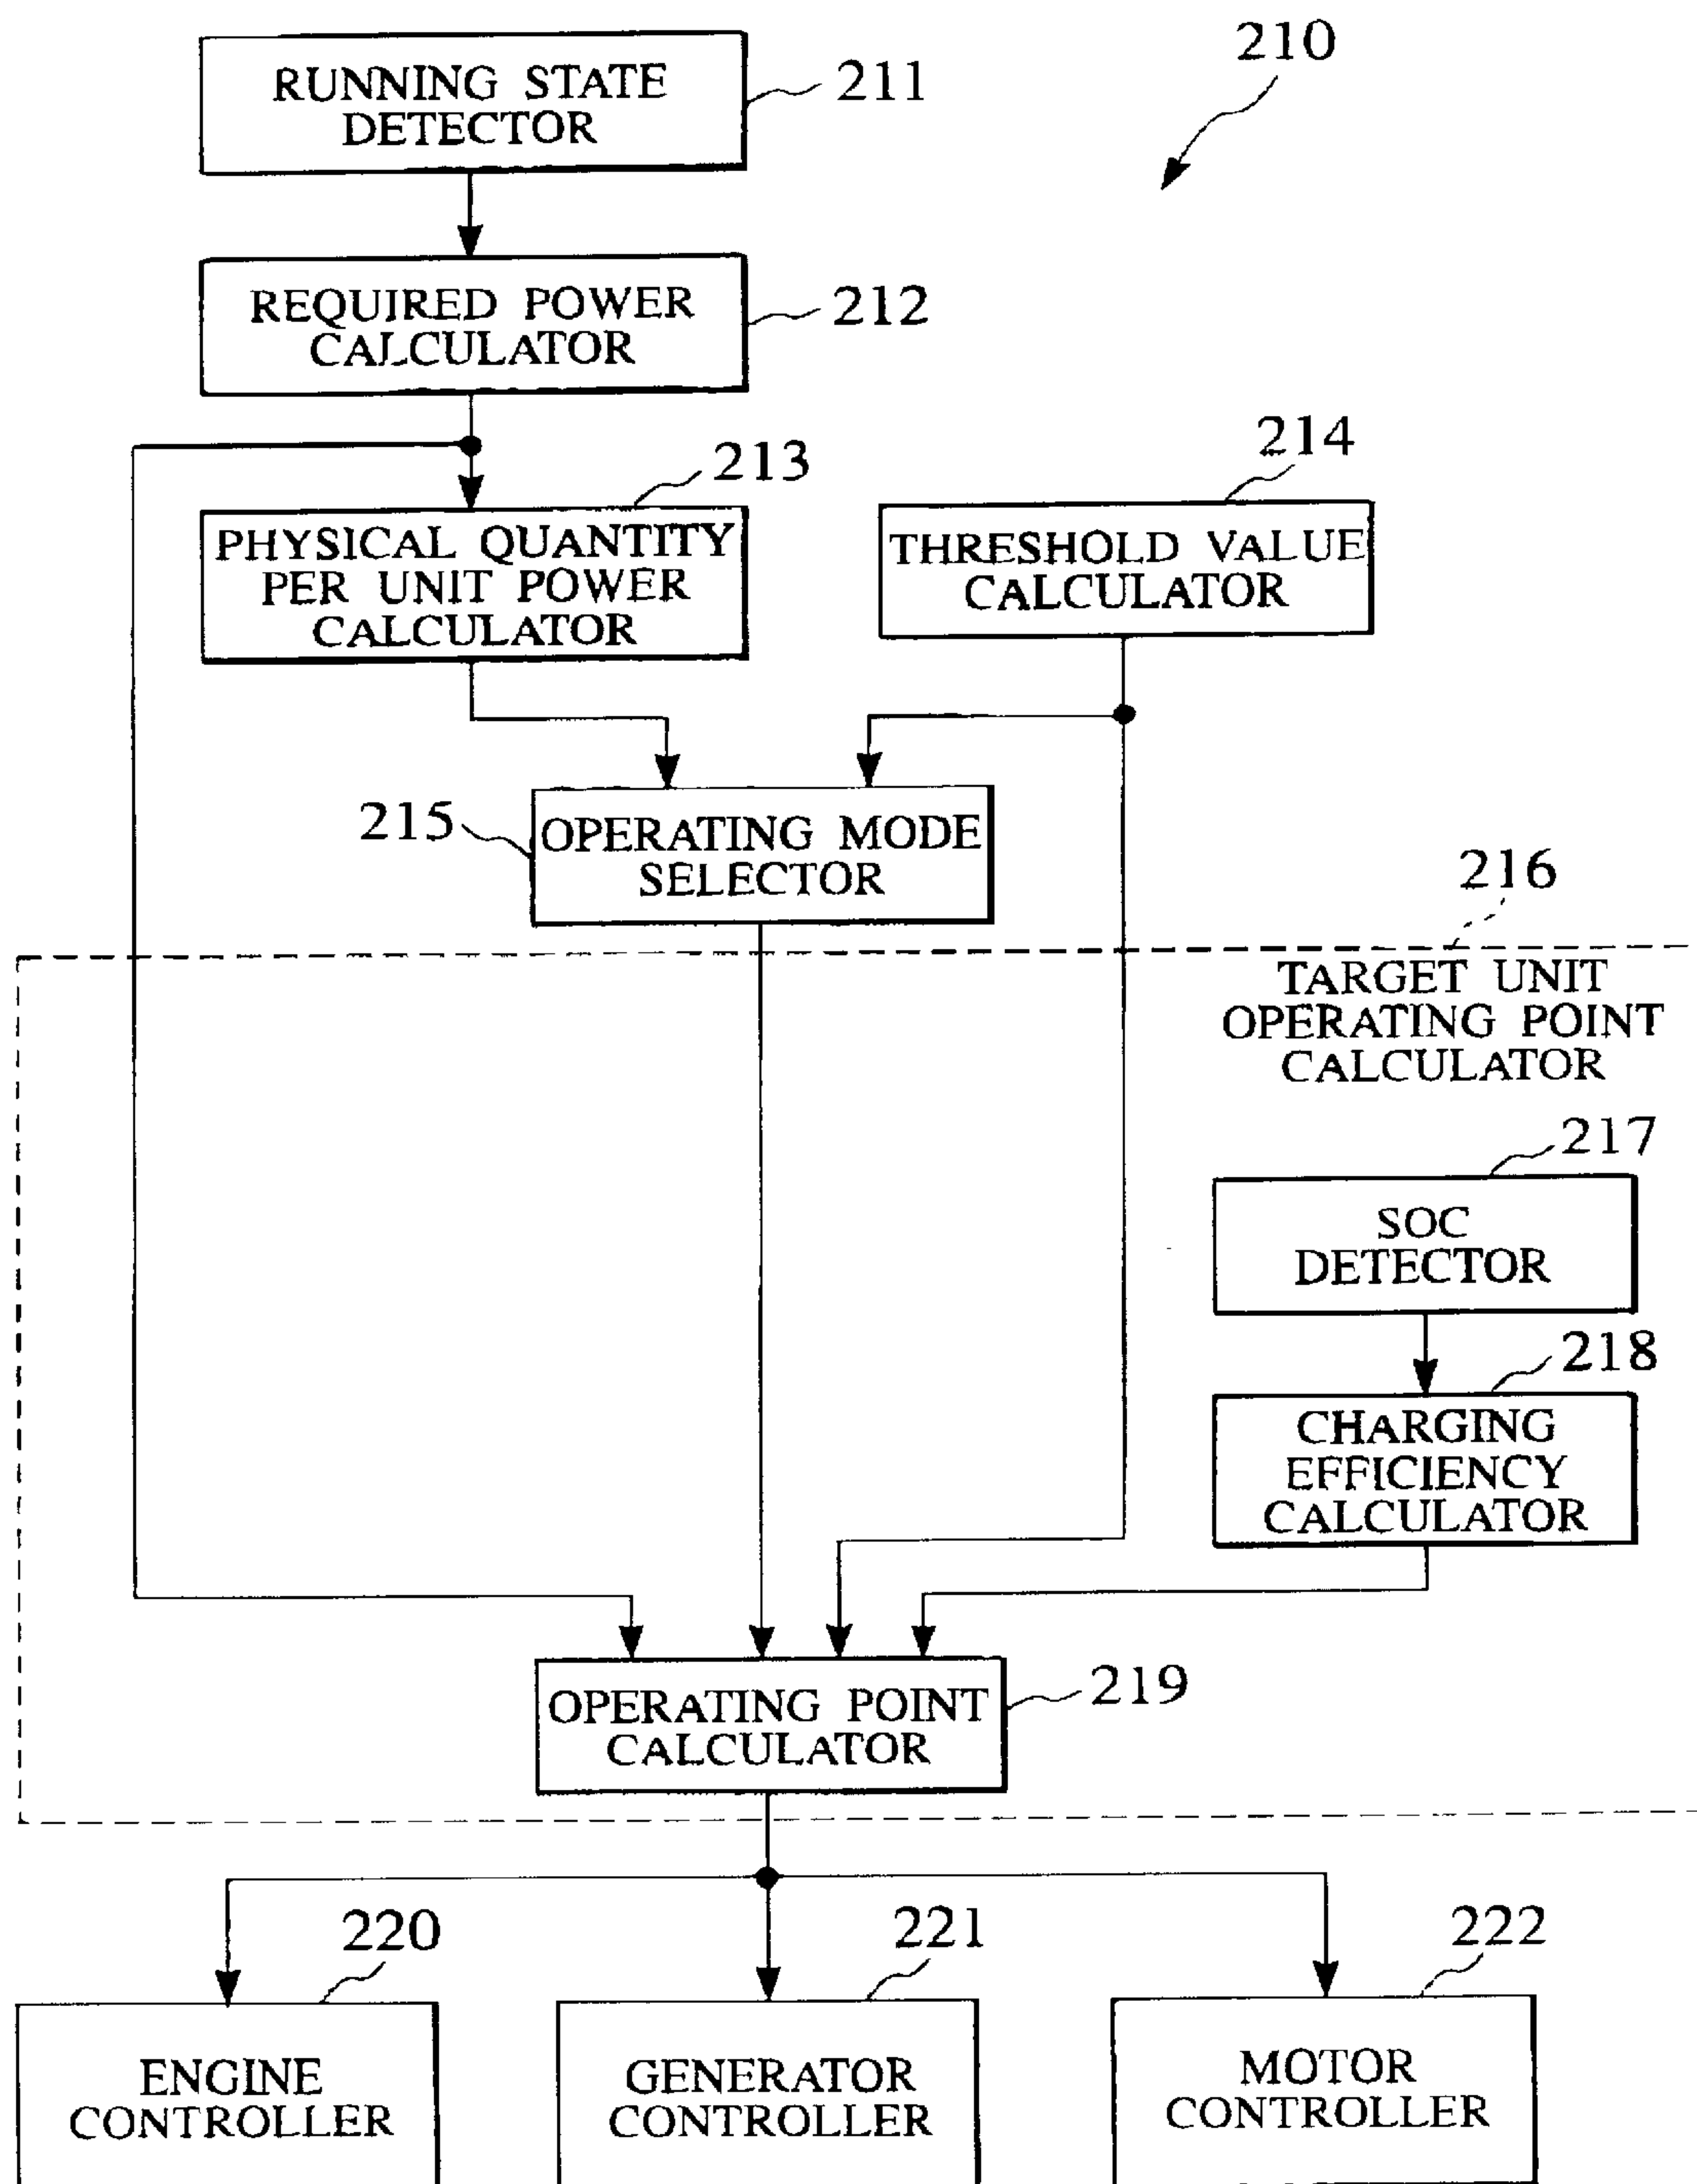 210
RUNNING STATE
DETECTOR
211
REQUIRED POWER
CALCULATOR
212
213
PHYSICAL QUANTITY
PER UNIT POWER
CALCULATOR
214
THRESHOLD VALUE
CALCULATOR
215
OPERATING MODE
SELECTOR
216
TARGET UNIT
OPERATING POINT
CALCULATOR
217
SOC
DETECTOR
218
CHARGING
EFFICIENCY
CALCULATOR
OPERATING POINT
CALCULATOR
219
220
ENGINE
CONTROLLER
221
GENERATOR
CONTROLLER
222
MOTOR
CONTROLLER